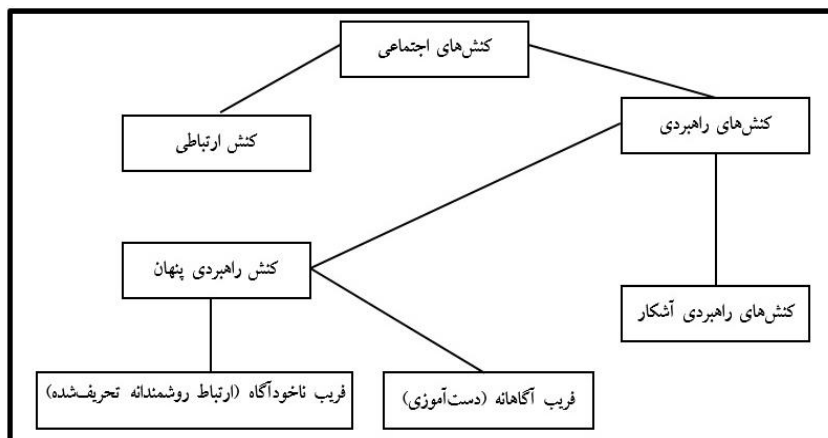 کنش‌های اجتماعی
کنش‌های راهبردی
کنش ارتباطی
کنش راهبردی پنهان
کنش‌های راهبردی آشکار
فریب آگاهانه (دست‌آموزی)
فریب ناخودآگاه (ارتباط روشمندانه تحریف‌شده)